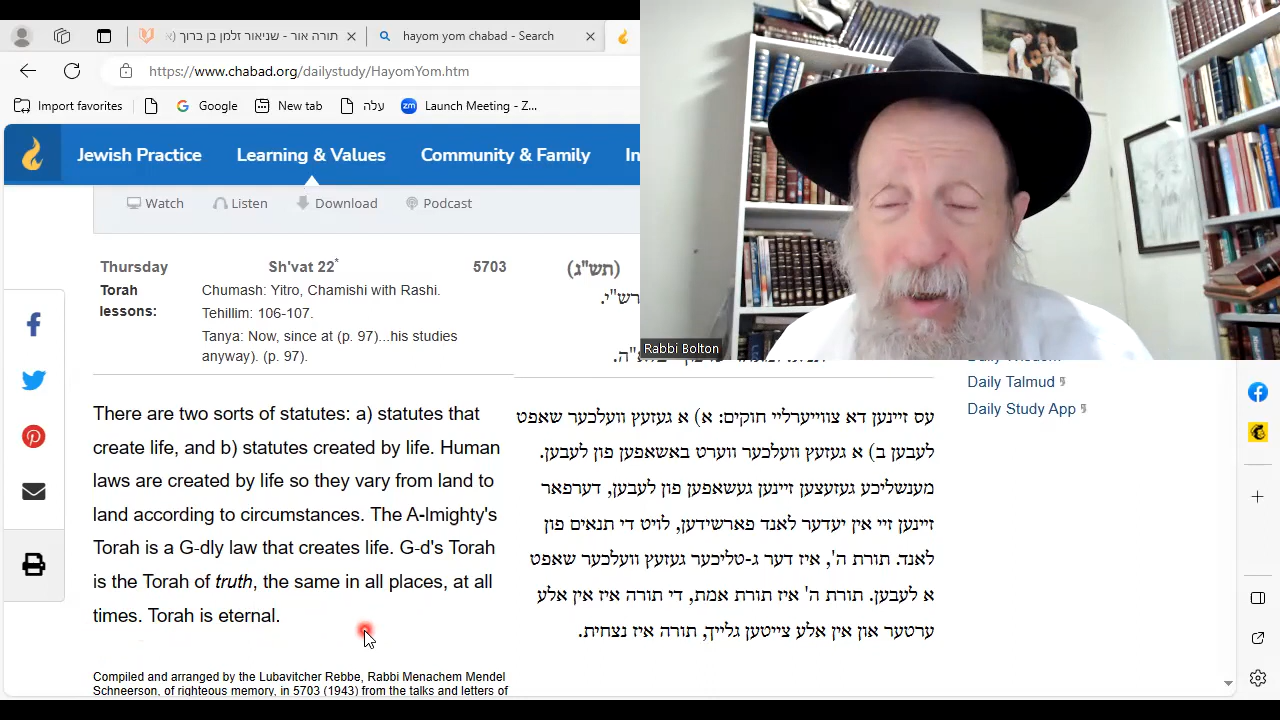 תורה אור - שניאור זלמן בן ברוך (א
hayom yom chabad - Search
https://www.chabad.org/dailystudy/HayomYom.htm
Import favorites
Google
New tab
עלה
Launch Meeting - Z...
Jewish Practice
Learning & Values
Community & Family
In
Watch
Listen
Download
Podcast
Thursday Sh'vat 22* 5703
Torah lessons:
Chumash: Yitro, Chamishi with Rashi.
Tehillim: 106-107.
Tanya: Now, since at (p. 97)...his studies
anyway). (p. 97).
There are two sorts of statutes: a) statutes that
create life, and b) statutes created by life. Human
laws are created by life so they vary from land to
land according to circumstances. The A-lmighty's
Torah is a G-dly law that creates life. G-d's Torah
is the Torah of truth, the same in all places, at all
times. Torah is eternal.
Compiled and arranged by the Lubavitcher Rebbe, Rabbi Menachem Mendel
Schneerson, of righteous memory, in 5703 (1943) from the talks and letters of
(תש"ג)
רש"י.
עס זיינען דא צווייערליי חוקים: א) א געזעץ וועלכער שאפט
לעבען ב) א געזעץ וועלכער ווערט באשאפען פון לעבען.
מענשליכע געזעצען זיינען געשאפען פון לעבען, דערפאר
זיינען זיי אין יעדער לאנד פארשידען, לויט די תנאים פון
לאנד. תורת ה', איז דער ג-טליכער געזעץ וועלכער שאפט
א לעבען. תורת ה' איז תורת אמת, די תורה איז אין אלע
ערטער און אין אלע צייטען גלייך, תורה איז נצחית.
Rabbi Bolton
Daily Talmud
Daily Study App